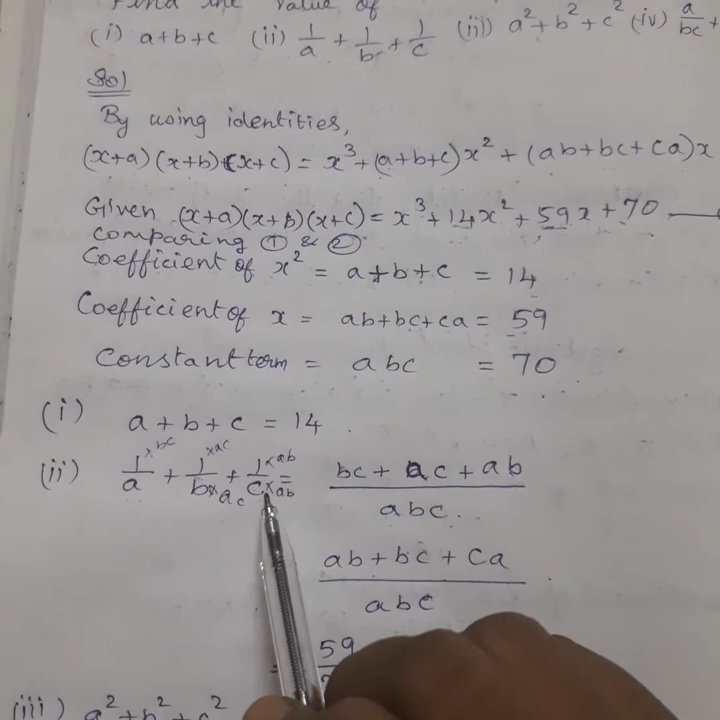 Find the value of
(i) a+b+c (ii) 1/a + 1/b + 1/c (iii) a²+b²+c² (iv) a/bc +
Sol
By using identities,
(x+a)(x+b)(x+c) = x³+(a+b+c)x²+(ab+bc+ca)x
Given (x+a)(x+b)(x+c) = x³+14x²+59x+70
comparing ① & ②
Coefficient of x² = a+b+c = 14
Coefficient of x = ab+bc+ca = 59
Constant term = abc = 70
(i) a+b+c = 14
(ii) 1×bc/a + 1×ac/b×ac + 1×ab/c×ab = bc+ac+ab/abc.
ab+bc+ca/abc
= 59
(iii) a²+b²+c²